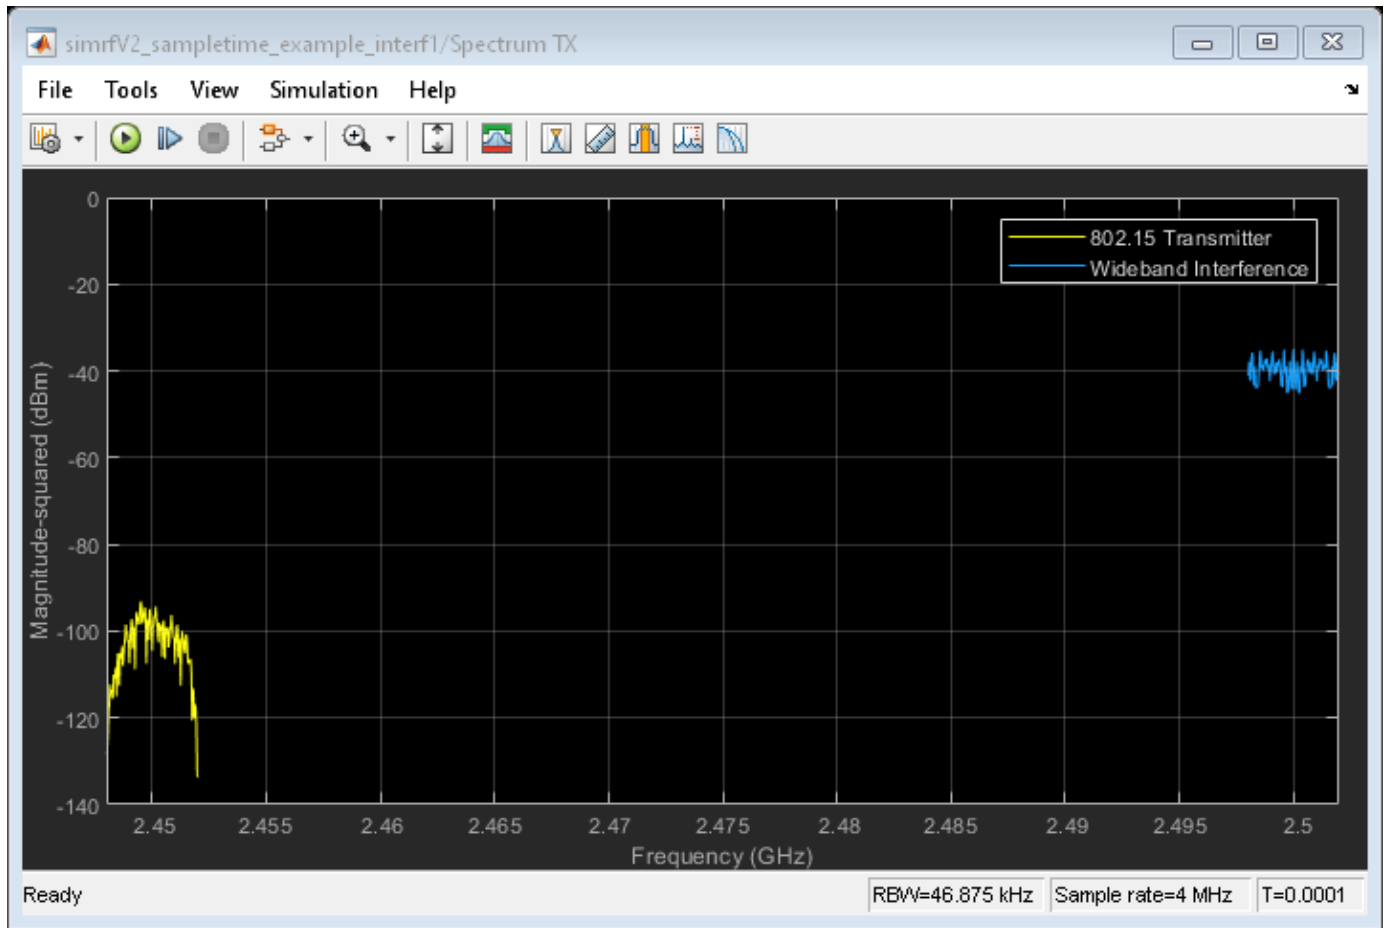 simrfV2_sampletime_example_interf1/Spectrum TX
File Tools View Simulation Help
0
-20
-40
-60
-80
-100
-120
-140
Magnitude-squared (dBm)
802.15 Transmitter
Wideband Interference
2.45 2.455 2.46 2.465 2.47 2.475 2.48 2.485 2.49 2.495 2.5
Frequency (GHz)
Ready RBW=46.875 kHz Sample rate=4 MHz T=0.0001